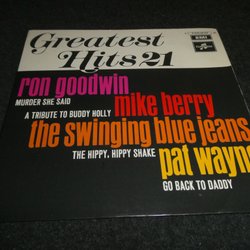 Greatest
Hits 21
ron goodwin
MURDER SHE SAID
mike berry
A TRIBUTE TO BUDDY HOLLY
the swinging blue jeans
THE HIPPY, HIPPY SHAKE
pat wayne
GO BACK TO DADDY